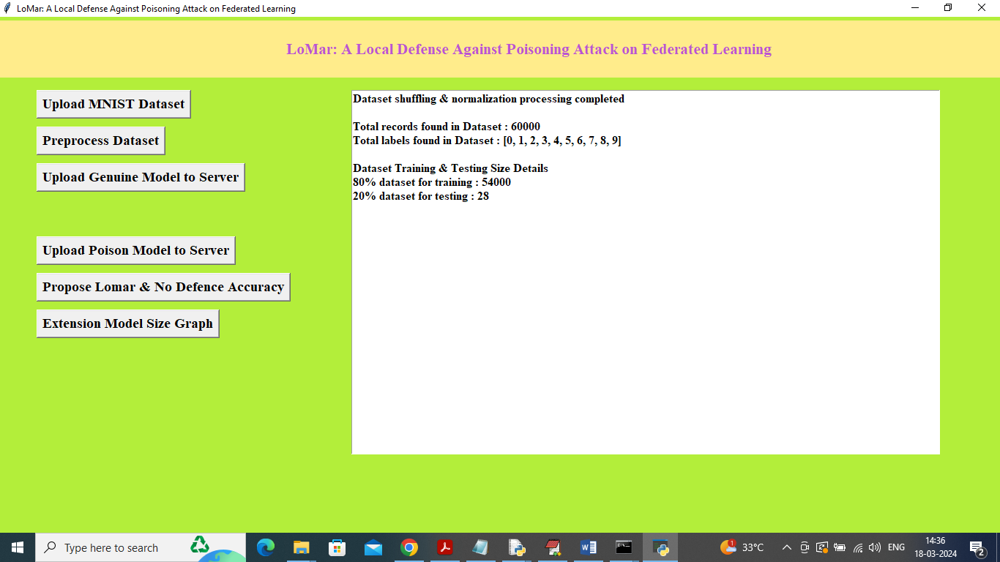 LoMar: A Local Defense Against Poisoning Attack on Federated Learning
LoMar: A Local Defense Against Poisoning Attack on Federated Learning
Upload MNIST Dataset
Preprocess Dataset
Upload Genuine Model to Server
Upload Poison Model to Server
Propose Lomar & No Defence Accuracy
Extension Model Size Graph
Dataset shuffling & normalization processing completed
Total records found in Dataset : 60000
Total labels found in Dataset : [0, 1, 2, 3, 4, 5, 6, 7, 8, 9]
Dataset Training & Testing Size Details
80% dataset for training : 54000
20% dataset for testing : 28
Type here to search
1
33°C
ENG
14:36
18-03-2024
2